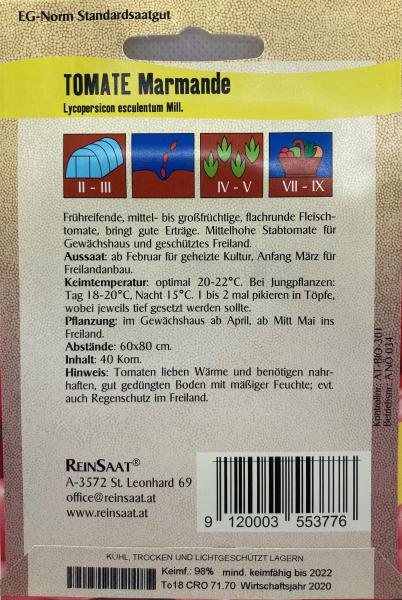 EG-Norm Standardsaatgut
TOMATE Marmande
Lycopersicon esculentum Mill.
II - III
IV - V
VII - IX
Frühreifende, mittel- bis großfrüchtige, flachrunde Fleisch-
tomate, bringt gute Erträge. Mittelhohe Stabtomate für
Gewächshaus und geschütztes Freiland.
Aussaat: ab Februar für geheizte Kultur, Anfang März für
Freilandanbau.
Keimtemperatur: optimal 20-22°C. Bei Jungpflanzen:
Tag 18-20°C, Nacht 15°C. 1 bis 2 mal pikieren in Töpfe,
wobei jeweils tief gesetzt werden sollte.
Pflanzung: im Gewächshaus ab April, ab Mitt Mai ins
Freiland.
Abstände: 60x80 cm.
Inhalt: 40 Korn.
Hinweis: Tomaten lieben Wärme und benötigen nahr-
haften, gut gedüngten Boden mit mäßiger Feuchte; evt.
auch Regenschutz im Freiland.
Kontrollnr.: AT-BIO-301
Betriebsnr.: ANÖ 034
REINSAAT®
A-3572 St. Leonhard 69
office@reinsaat.at
www.reinsaat.at
9 120003 553776
KÜHL, TROCKEN UND LICHTGESCHÜTZT LAGERN
Keimf.: 98% mind. keimfähig bis 2022
To18 CRO 71.70 Wirtschaftsjahr 2020